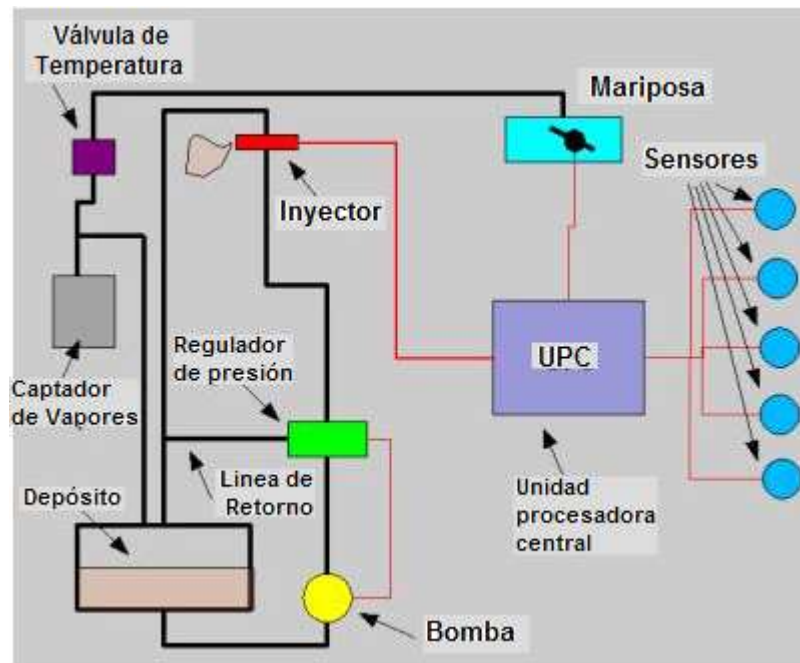 Válvula de
Temperatura
Mariposa
Sensores
Inyector
Regulador
de presión
UPC
Captador
de Vapores
Linea de
Retorno
Depósito
Unidad
procesadora
central
Bomba